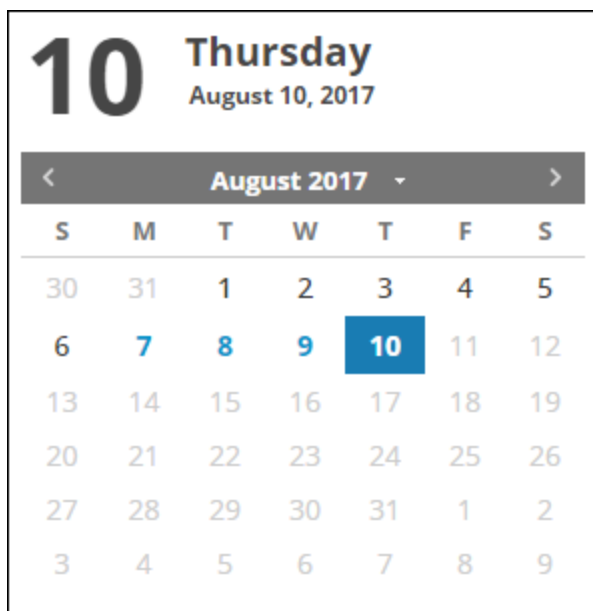 10
Thursday
August 10, 2017
August 2017
S M T W T F S
30 31 1 2 3 4 5
6 7 8 9 10 11 12
13 14 15 16 17 18 19
20 21 22 23 24 25 26
27 28 29 30 31 1 2
3 4 5 6 7 8 9